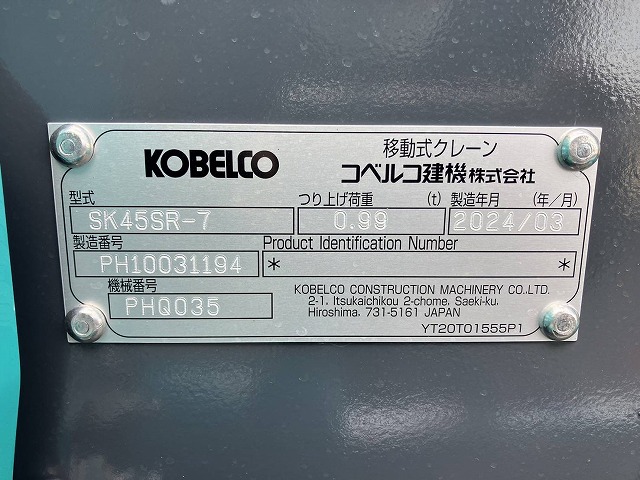 KOBELCO
移動式クレーン
コベルコ建機株式会社
型式 つり上げ荷重 (t) 製造年月 (年/月)
SK45SR-7 0.99 2024/03
製造番号 Product Identification Number
PH10031194 * *
機械番号
PHQ035
KOBELCO CONSTRUCTION MACHINERY CO.,LTD.
2-1. Itsukaichikou 2-chome. Saeki-ku.
Hiroshima. 731-5161 JAPAN
YT20T01555P1